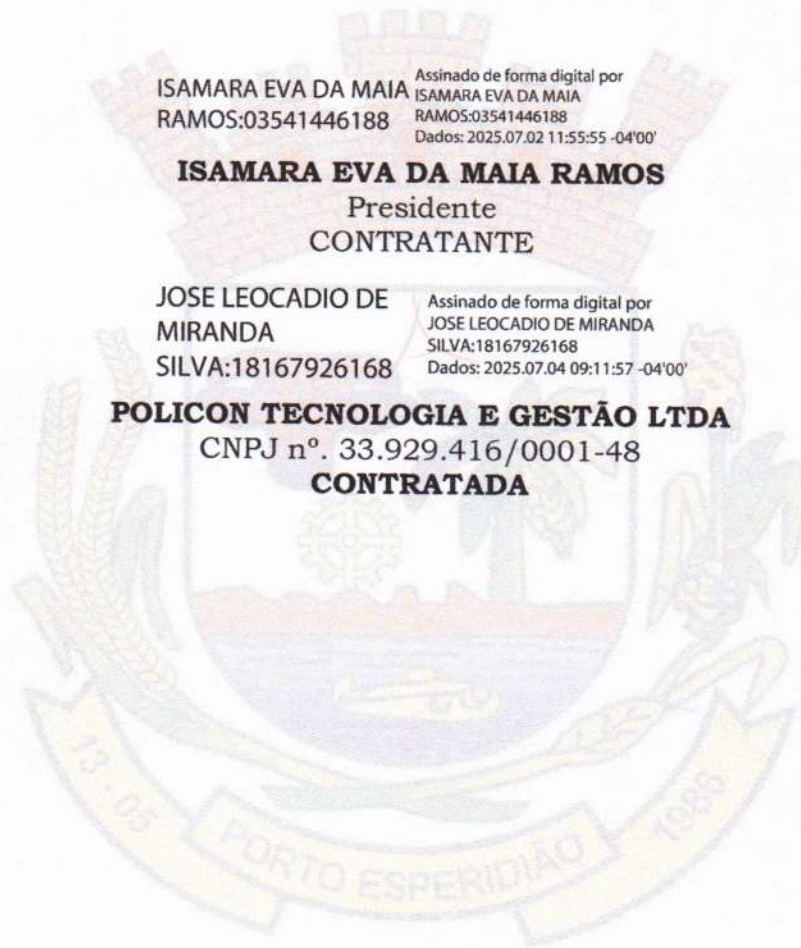 ISAMARA EVA DA MAIA
RAMOS:03541446188
Assinado de forma digital por
ISAMARA EVA DA MAIA
RAMOS:03541446188
Dados: 2025.07.02 11:55:55 -04'00'
ISAMARA EVA DA MAIA RAMOS
Presidente
CONTRATANTE
JOSE LEOCADIO DE
MIRANDA
SILVA:18167926168
Assinado de forma digital por
JOSE LEOCADIO DE MIRANDA
SILVA:18167926168
Dados: 2025.07.04 09:11:57 -04'00'
POLICON TECNOLOGIA E GESTÃO LTDA
CNPJ nº. 33.929.416/0001-48
CONTRATADA
13 - 05
PORTO ESPERIDIÃO
1986